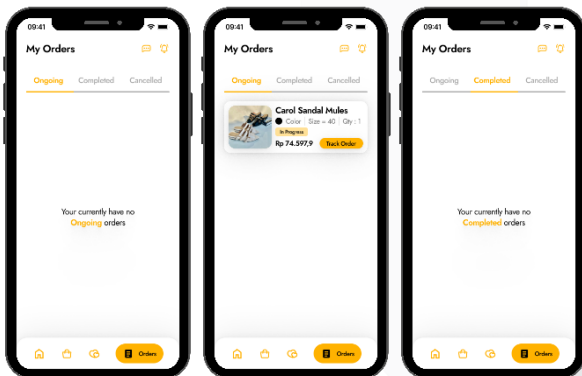 09:41
My Orders
Ongoing Completed Cancelled
Your currently have no
Ongoing orders
Orders
09:41
My Orders
Ongoing Completed Cancelled
Carol Sandal Mules
Color | Size = 40 | Qty : 1
In Progress
Rp 74.597,9 Track Order
Orders
09:41
My Orders
Ongoing Completed Cancelled
Your currently have no
Completed orders
Orders